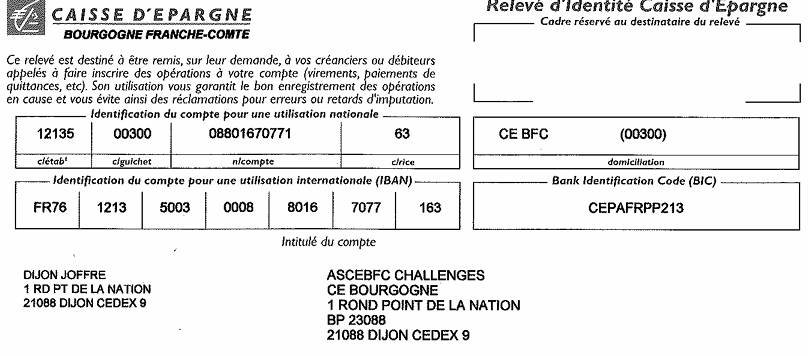 CAISSE D'EPARGNE
BOURGOGNE FRANCHE-COMTE
Relevé d'Identité Caisse d'Epargne
Cadre réservé au destinataire du relevé
Ce relevé est destiné à être remis, sur leur demande, à vos créanciers ou débiteurs
appelés à faire inscrire des opérations à votre compte (virements, paiements de
quittances, etc). Son utilisation vous garantit le bon enregistrement des opérations
en cause et vous évite ainsi des réclamations pour erreurs ou retards d'imputation.
Identification du compte pour une utilisation nationale
12135 00300 08801670771 63
c/étabt c/guichet n/compte c/rice
CE BFC (00300)
domiciliation
Identification du compte pour une utilisation internationale (IBAN)
FR76 1213 5003 0008 8016 7077 163
Bank Identification Code (BIC)
CEPAFRPP213
Intitulé du compte
DIJON JOFFRE
1 RD PT DE LA NATION
21088 DIJON CEDEX 9
ASCEBFC CHALLENGES
CE BOURGOGNE
1 ROND POINT DE LA NATION
BP 23088
21088 DIJON CEDEX 9